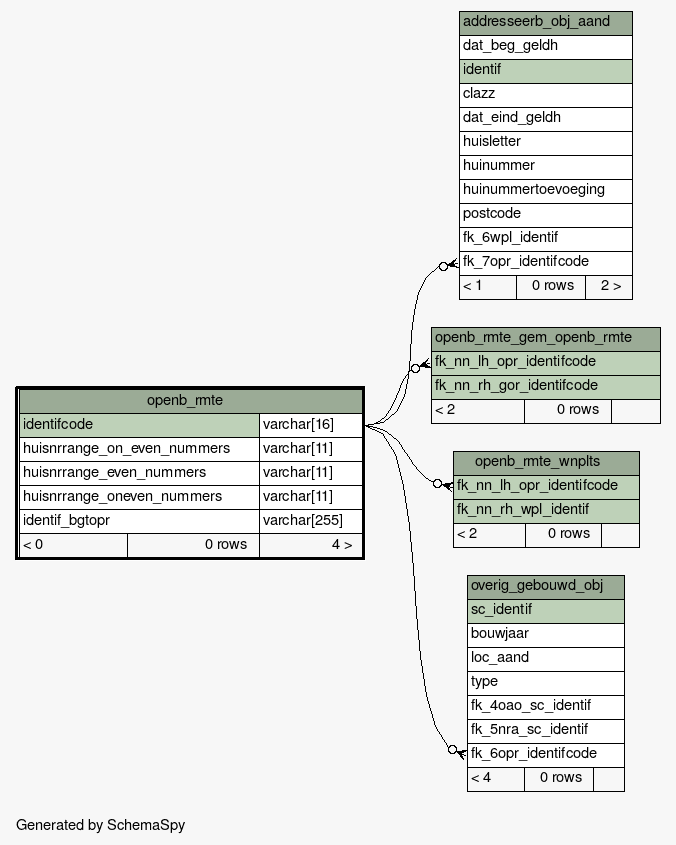 addresseerb_obj_aand
dat_beg_geldh
identif
clazz
dat_eind_geldh
huisletter
huinummer
huinummertoevoeging
postcode
fk_6wpl_identif
fk_7opr_identifcode
< 1 0 rows 2 >
openb_rmte_gem_openb_rmte
fk_nn_lh_opr_identifcode
fk_nn_rh_gor_identifcode
< 2 0 rows
openb_rmte
identifcode varchar[16]
huisnrrange_on_even_nummers varchar[11]
huisnrrange_even_nummers varchar[11]
huisnrrange_oneven_nummers varchar[11]
identif_bgtopr varchar[255]
< 0 0 rows 4 >
openb_rmte_wnplts
fk_nn_lh_opr_identifcode
fk_nn_rh_wpl_identif
< 2 0 rows
overig_gebouwd_obj
sc_identif
bouwjaar
loc_aand
type
fk_4oao_sc_identif
fk_5nra_sc_identif
fk_6opr_identifcode
< 4 0 rows
Generated by SchemaSpy